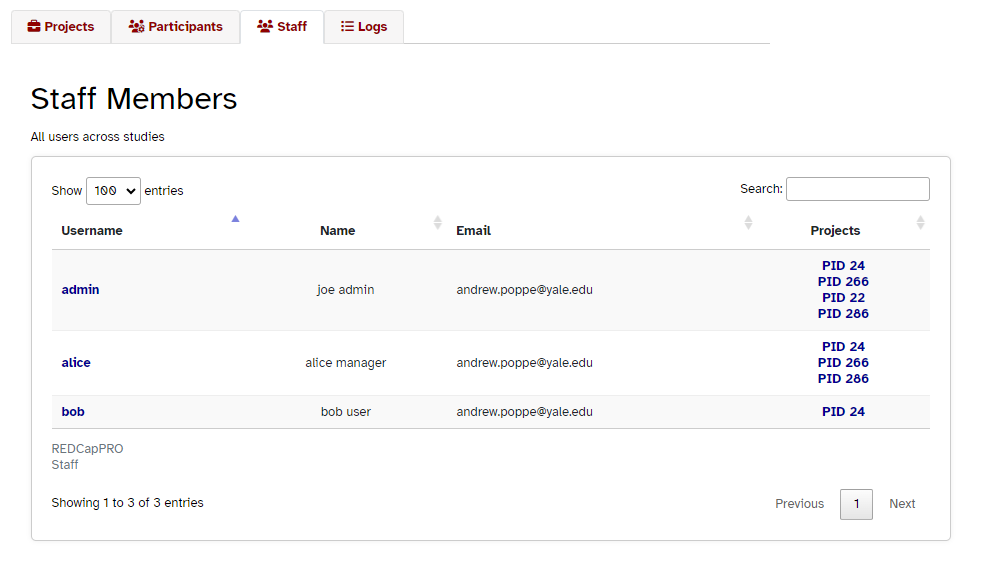 Projects Participants Staff Logs
Staff Members
All users across studies
Show 100 entries Search:
Username Name Email Projects
admin joe admin andrew.poppe@yale.edu PID 24
PID 266
PID 22
PID 286
alice alice manager andrew.poppe@yale.edu PID 24
PID 266
PID 286
bob bob user andrew.poppe@yale.edu PID 24
REDCapPRO
Staff
Showing 1 to 3 of 3 entries Previous 1 Next